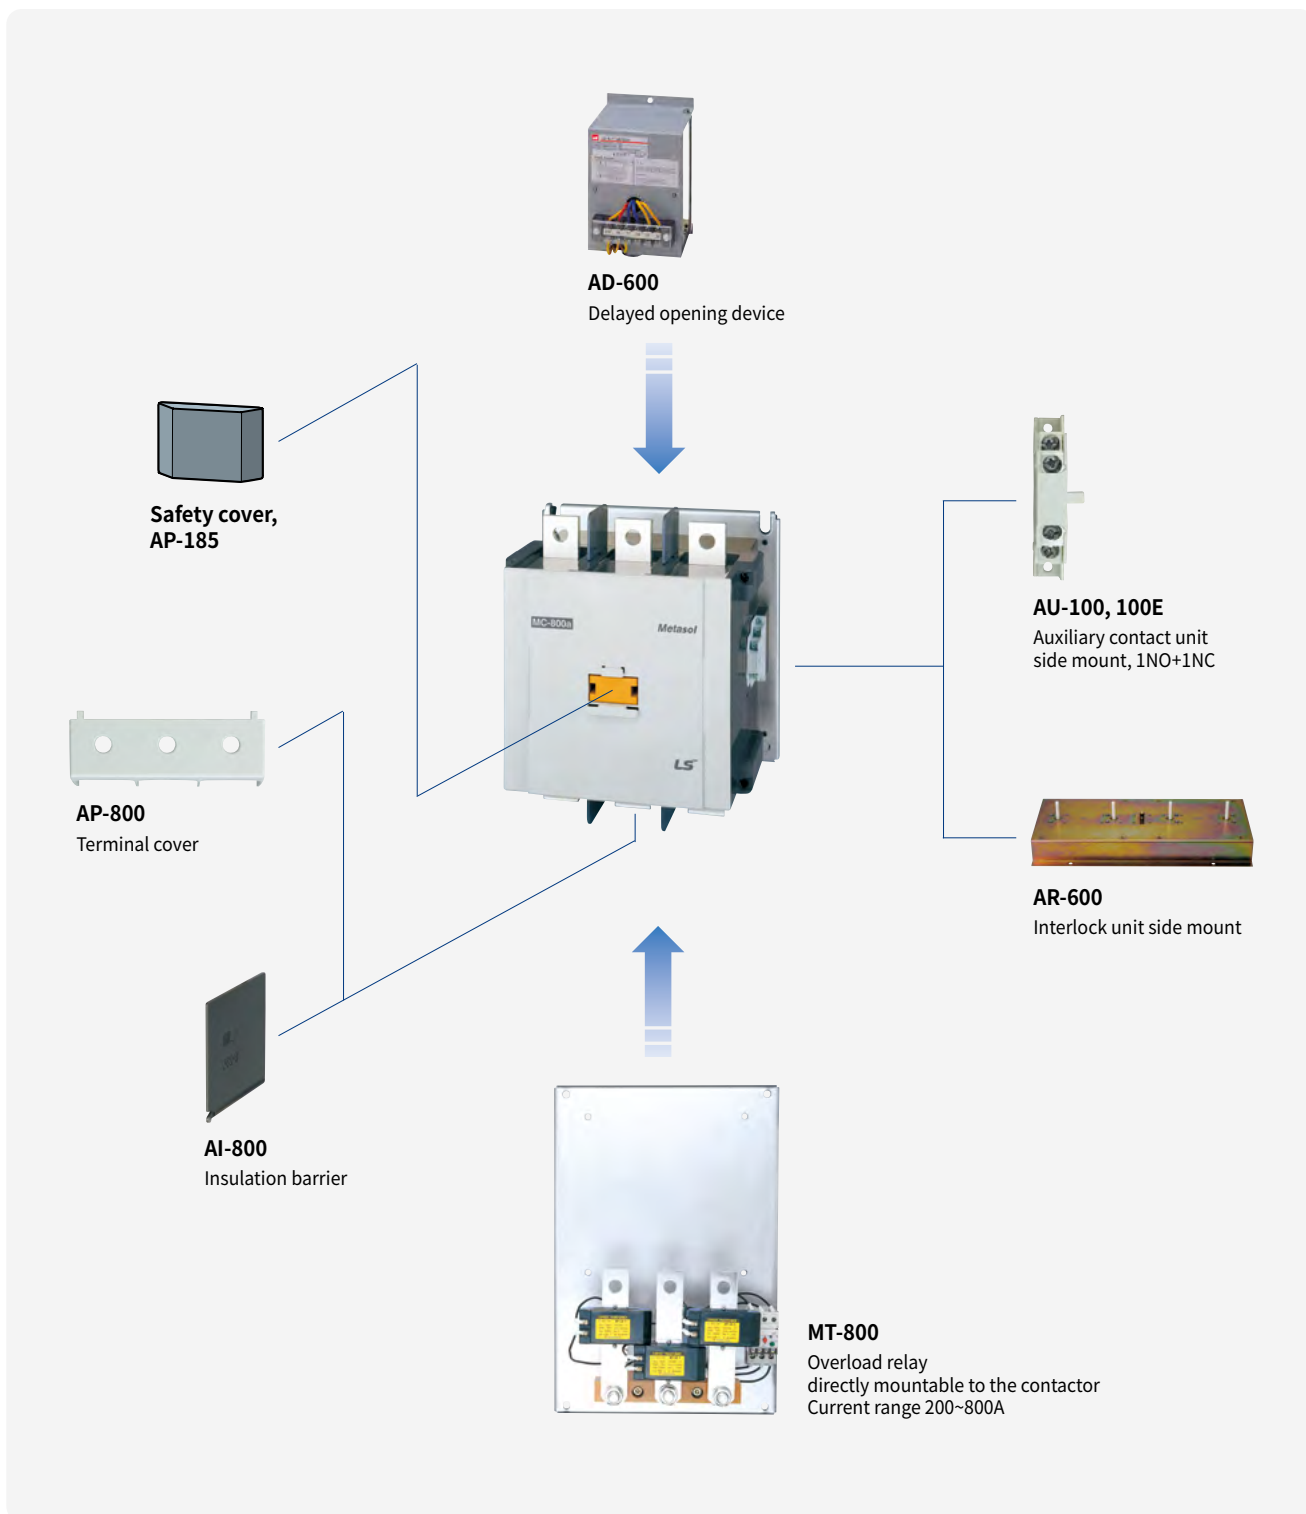 AD-600
Delayed opening device
Safety cover,
AP-185
AU-100, 100E
Auxiliary contact unit
side mount, 1NO+1NC
MC-800a
Metasol
LS
AP-800
Terminal cover
AR-600
Interlock unit side mount
AI-800
Insulation barrier
MT-800
Overload relay
directly mountable to the contactor
Current range 200~800A